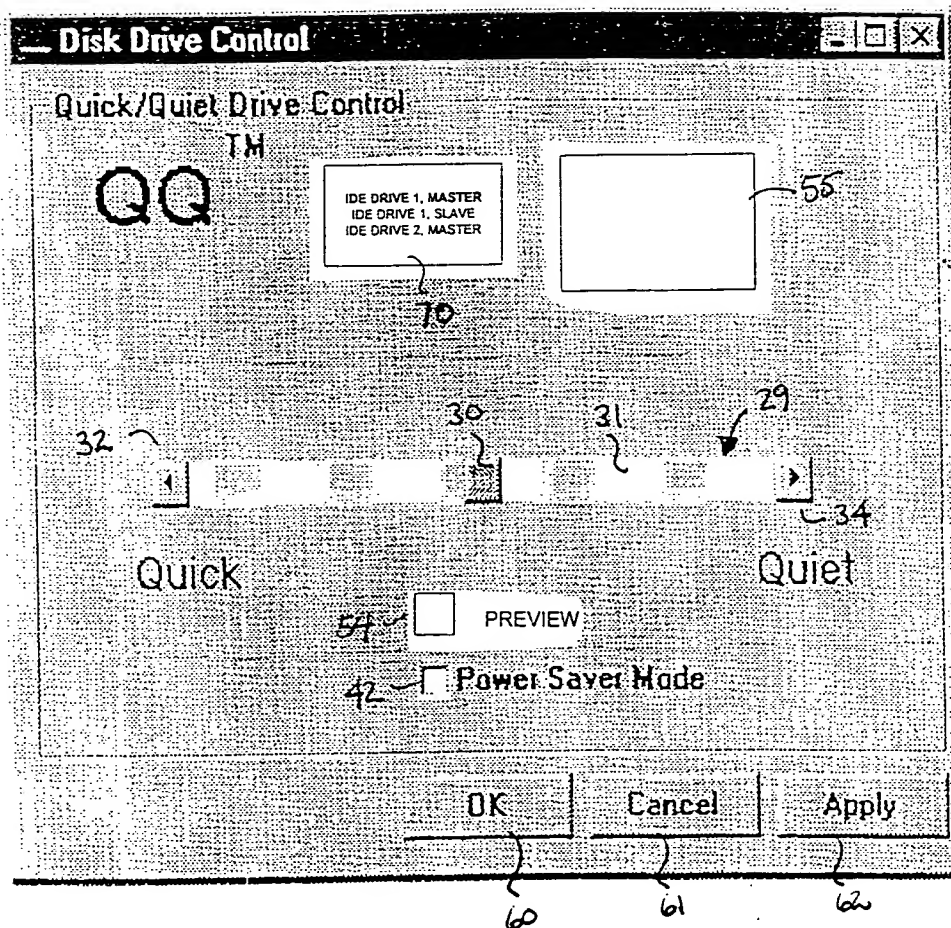 Disk Drive Control
Quick/Quiet Drive Control
TM
QQ
IDE DRIVE 1, MASTER
IDE DRIVE 1, SLAVE
IDE DRIVE 2, MASTER
70
55
32
30
31
29
34
Quick
Quiet
54
PREVIEW
42
Power Saver Mode
OK
Cancel
Apply
60
61
62